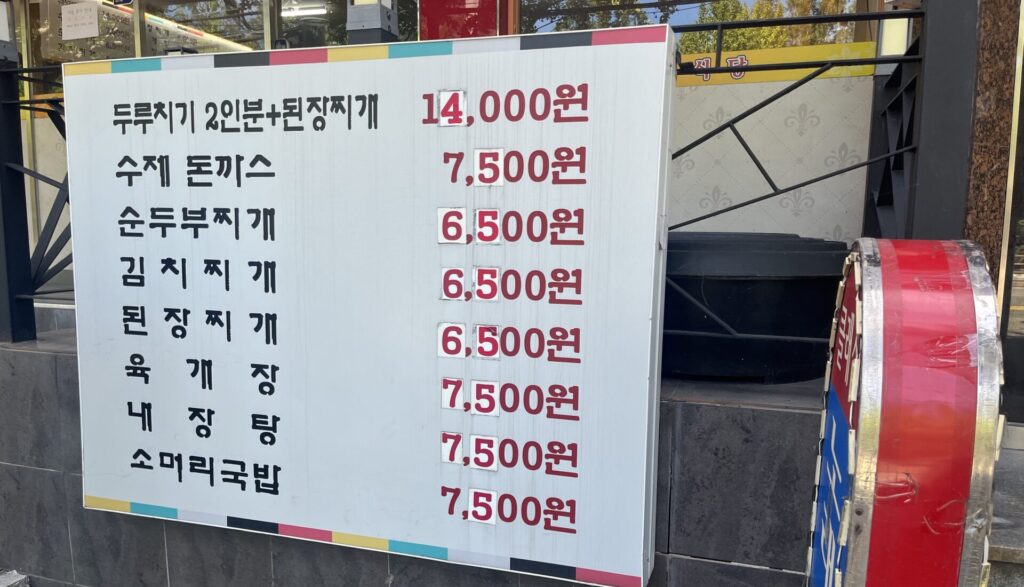 두루치기 2인분+된장찌개 14,000원
수제 돈까스 7,500원
순두부찌개 6,500원
김치찌개 6,500원
된장찌개 6,500원
육개장 7,500원
내장탕 7,500원
소머리국밥 7,500원
식당